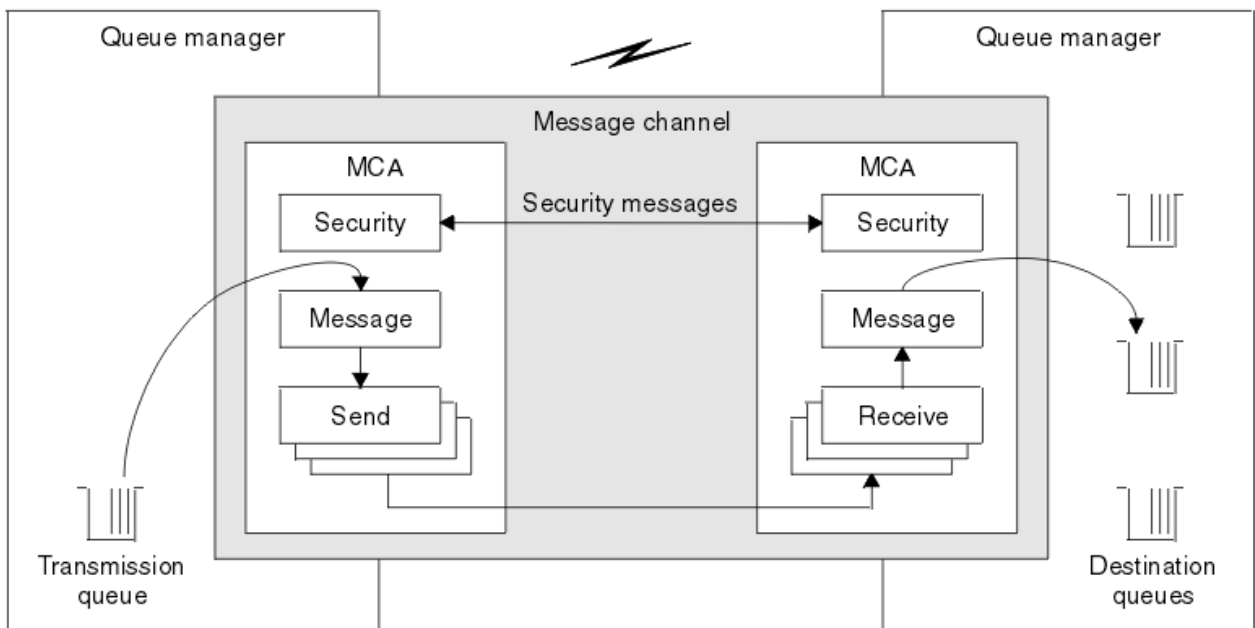 Queue manager
Queue manager
Message channel
MCA
MCA
Security
Security messages
Security
Message
Message
Send
Receive
Transmission
queue
Destination
queues